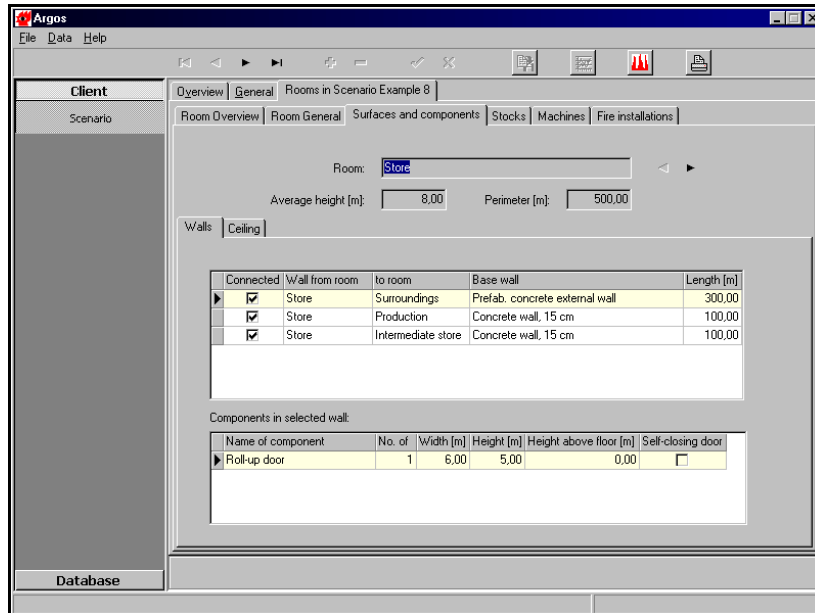 Argos
File Data Help
Client
Scenario
Database
Overview General Rooms in Scenario Example 8
Room Overview Room General Surfaces and components Stocks Machines Fire installations
Room: Store
Average height [m]: 8,00 Perimeter [m]: 500,00
Walls Ceiling
Connected Wall from room to room Base wall Length [m]
Store Surroundings Prefab. concrete external wall 300,00
Store Production Concrete wall, 15 cm 100,00
Store Intermediate store Concrete wall, 15 cm 100,00
Components in selected wall:
Name of component No. of Width [m] Height [m] Height above floor [m] Self-closing door
Roll-up door 1 6,00 5,00 0,00